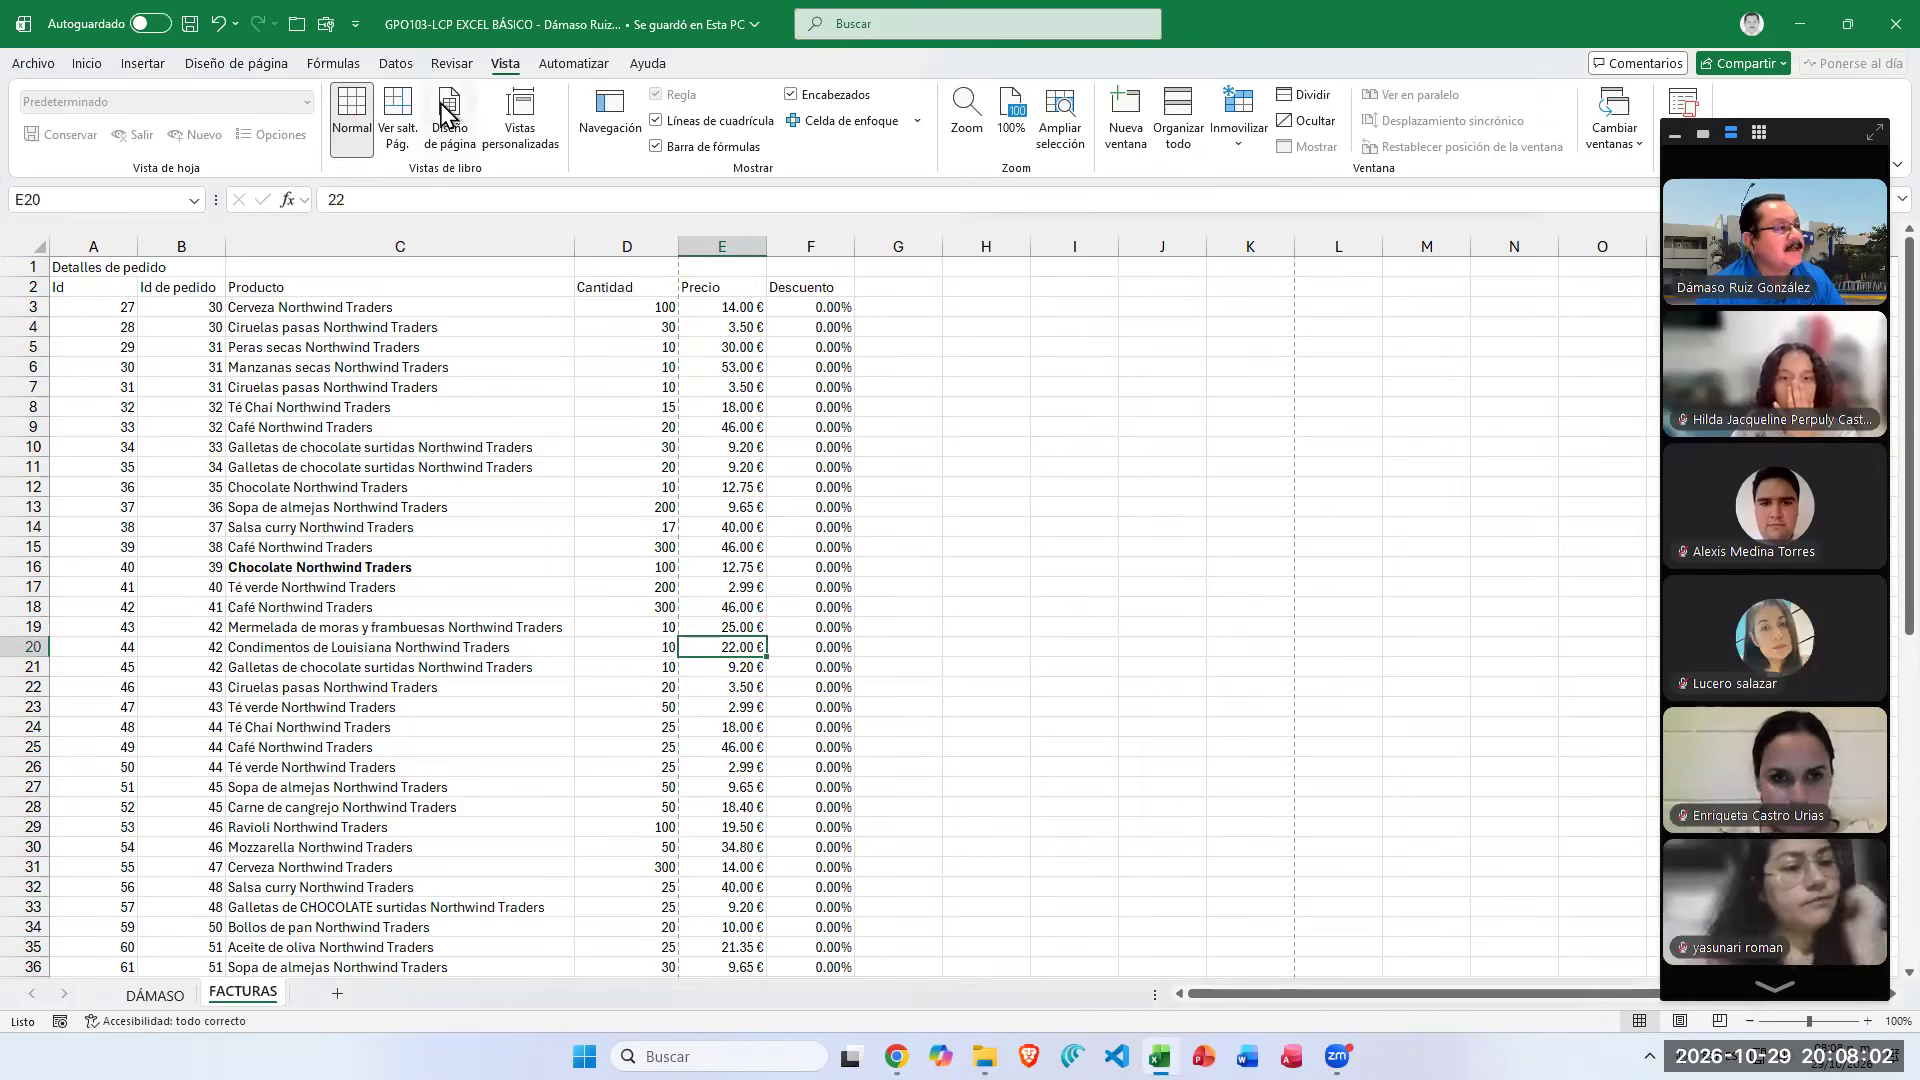 Autoguardado
GPO103-LCP EXCEL BÁSICO - Dámaso Ruiz... • Se guardó en Esta PC
Buscar
Archivo Inicio Insertar Diseño de página Fórmulas Datos Revisar Vista Automatizar Ayuda
Comentarios Compartir Ponerse al día
Predeterminado
Conservar Salir Nuevo Opciones
Vista de hoja
Normal
Ver salt. Pág.
Diseño de página
Vistas personalizadas
Vistas de libro
Navegación
Regla
Líneas de cuadrícula
Barra de fórmulas
Encabezados
Celda de enfoque
Mostrar
Zoom
100
100%
Ampliar selección
Zoom
Nueva ventana
Organizar todo
Inmovilizar
Dividir
Ocultar
Mostrar
Ver en paralelo
Desplazamiento sincrónico
Restablecer posición de la ventana
Cambiar ventanas
Ventana
E20 fx 22
A B C D E F G H I J K L M N O
1 Detalles de pedido
2 Id Id de pedido Producto Cantidad Precio Descuento
3 27 30 Cerveza Northwind Traders 100 14.00 € 0.00%
4 28 30 Ciruelas pasas Northwind Traders 30 3.50 € 0.00%
5 29 31 Peras secas Northwind Traders 10 30.00 € 0.00%
6 30 31 Manzanas secas Northwind Traders 10 53.00 € 0.00%
7 31 31 Ciruelas pasas Northwind Traders 10 3.50 € 0.00%
8 32 32 Té Chai Northwind Traders 15 18.00 € 0.00%
9 33 32 Café Northwind Traders 20 46.00 € 0.00%
10 34 33 Galletas de chocolate surtidas Northwind Traders 30 9.20 € 0.00%
11 35 34 Galletas de chocolate surtidas Northwind Traders 20 9.20 € 0.00%
12 36 35 Chocolate Northwind Traders 10 12.75 € 0.00%
13 37 36 Sopa de almejas Northwind Traders 200 9.65 € 0.00%
14 38 37 Salsa curry Northwind Traders 17 40.00 € 0.00%
15 39 38 Café Northwind Traders 300 46.00 € 0.00%
16 40 39 Chocolate Northwind Traders 100 12.75 € 0.00%
17 41 40 Té verde Northwind Traders 200 2.99 € 0.00%
18 42 41 Café Northwind Traders 300 46.00 € 0.00%
19 43 42 Mermelada de moras y frambuesas Northwind Traders 10 25.00 € 0.00%
20 44 42 Condimentos de Louisiana Northwind Traders 10 22.00 € 0.00%
21 45 42 Galletas de chocolate surtidas Northwind Traders 10 9.20 € 0.00%
22 46 43 Ciruelas pasas Northwind Traders 20 3.50 € 0.00%
23 47 43 Té verde Northwind Traders 50 2.99 € 0.00%
24 48 44 Té Chai Northwind Traders 25 18.00 € 0.00%
25 49 44 Café Northwind Traders 25 46.00 € 0.00%
26 50 44 Té verde Northwind Traders 25 2.99 € 0.00%
27 51 45 Sopa de almejas Northwind Traders 50 9.65 € 0.00%
28 52 45 Carne de cangrejo Northwind Traders 50 18.40 € 0.00%
29 53 46 Ravioli Northwind Traders 100 19.50 € 0.00%
30 54 46 Mozzarella Northwind Traders 50 34.80 € 0.00%
31 55 47 Cerveza Northwind Traders 300 14.00 € 0.00%
32 56 48 Salsa curry Northwind Traders 25 40.00 € 0.00%
33 57 48 Galletas de CHOCOLATE surtidas Northwind Traders 25 9.20 € 0.00%
34 59 50 Bollos de pan Northwind Traders 20 10.00 € 0.00%
35 60 51 Aceite de oliva Northwind Traders 25 21.35 € 0.00%
36 61 51 Sopa de almejas Northwind Traders 30 9.65 € 0.00%
Dámaso Ruiz González
Hilda Jacqueline Perpuly Cast...
Alexis Medina Torres
Lucero salazar
Enriqueta Castro Urias
yasunari roman
DÁMASO FACTURAS
Listo Accesibilidad: todo correcto 100%
Buscar
zm
2026-10-29 20:08:02